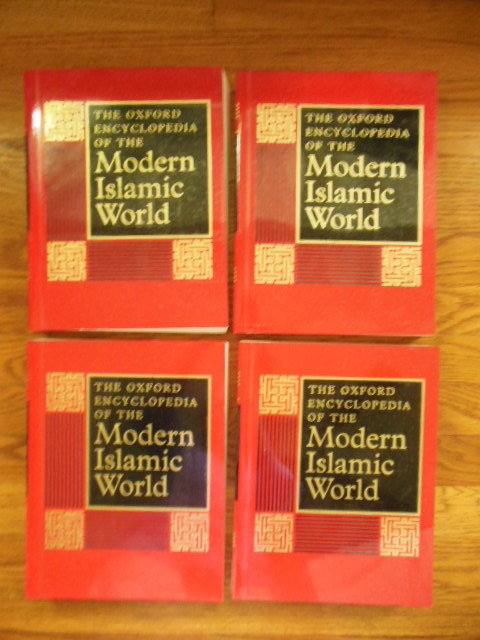 THE OXFORD
ENCYCLOPEDIA
OF THE
Modern
Islamic
World
THE OXFORD
ENCYCLOPEDIA
OF THE
Modern
Islamic
World
THE OXFORD
ENCYCLOPEDIA
OF THE
Modern
Islamic
World
THE OXFORD
ENCYCLOPEDIA
OF THE
Modern
Islamic
World